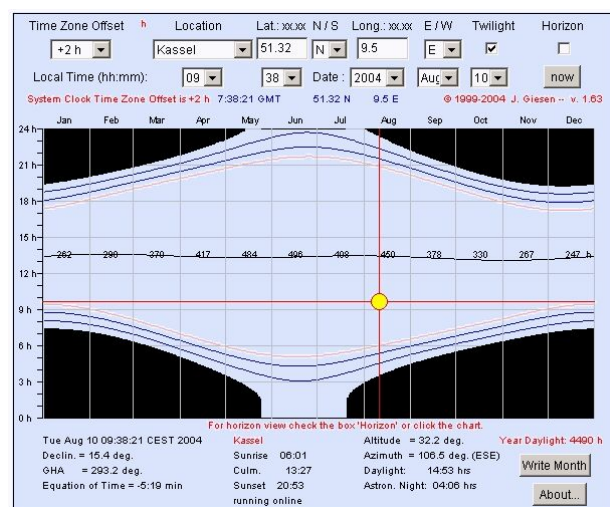 Time Zone Offset h Location Lat.: xx.xx N / S Long.: xx.xx E / W Twilight Horizon
+2 h Kassel 51.32 N 9.5 E
Local Time (hh:mm): 09 38 Date : 2004 Aug 10 now
System Clock Time Zone Offset is +2 h 7:38:21 GMT 51.32 N 9.5 E © 1999-2004 J. Giesen -- v. 1.63
24 h Jan Feb Mar Apr May Jun Jul Aug Sep Oct Nov Dec
21 h
18 h
15 h
262 290 370 417 484 496 498 450 378 330 267 247 h
12 h
9 h
6 h
3 h
0 h
For horizon view check the box 'Horizon' or click the chart.
Tue Aug 10 09:38:21 CEST 2004 Kassel Altitude = 32.2 deg. Year Daylight: 4490 h
Declin. = 15.4 deg. Sunrise 06:01 Azimuth = 106.5 deg. (ESE)
GHA = 293.2 deg. Culm. 13:27 Daylight: 14:53 hrs Write Month
Equation of Time = -5:19 min Sunset 20:53 Astron. Night: 04:06 hrs
running online About...